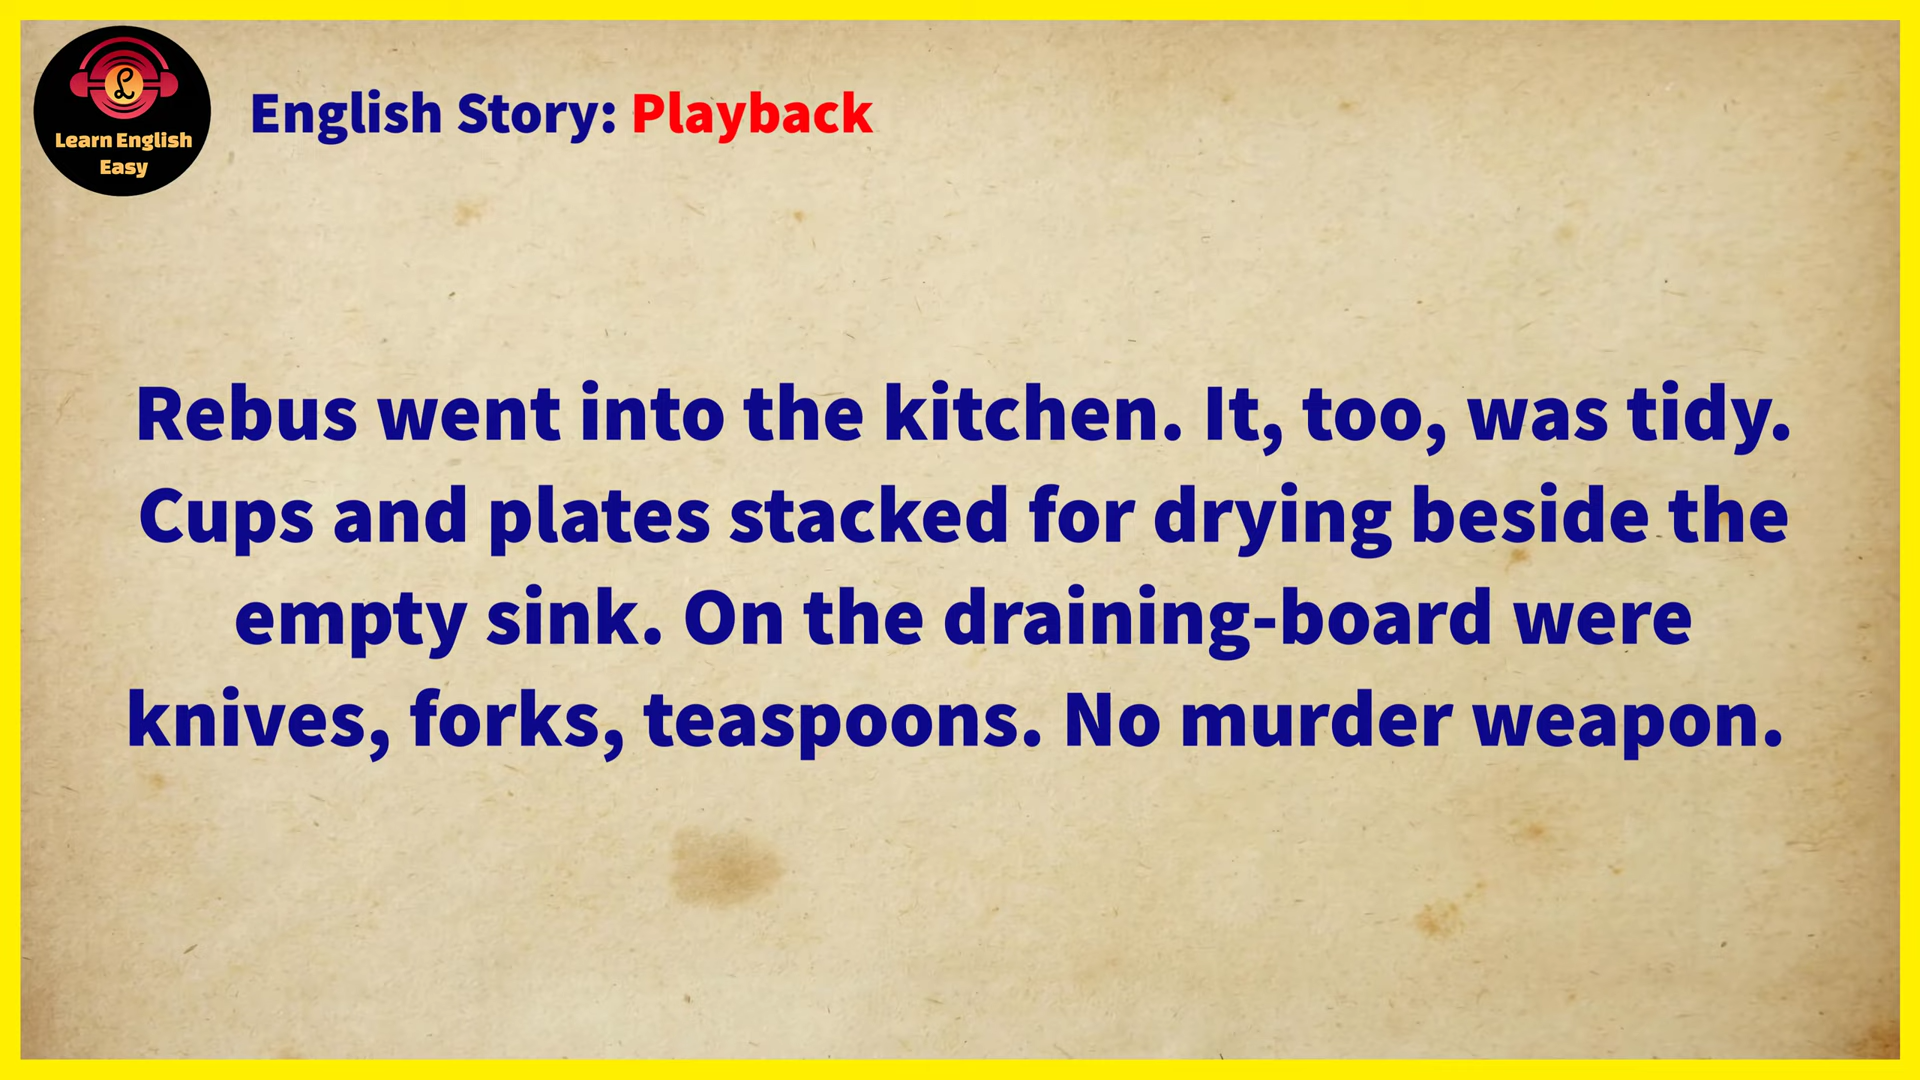 Learn English
Easy
English Story: Playback
Rebus went into the kitchen. It, too, was tidy.
Cups and plates stacked for drying beside the
empty sink. On the draining-board were
knives, forks, teaspoons. No murder weapon.